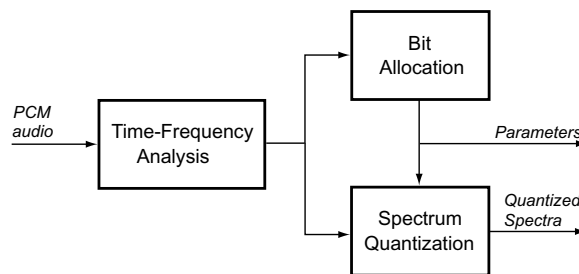 Bit
Allocation
PCM
audio
Time-Frequency
Analysis
Parameters
Spectrum
Quantization
Quantized
Spectra